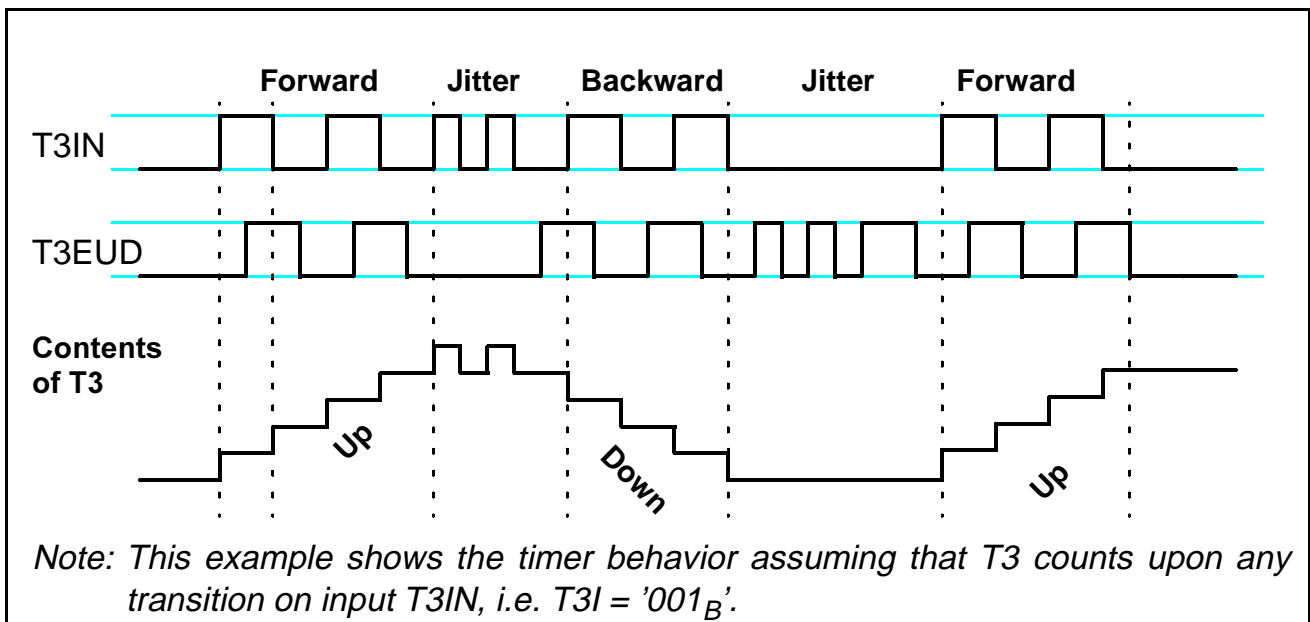 Forward Jitter Backward Jitter Forward
T3IN
T3EUD
Contents
of T3
Up
Down
Up
Note: This example shows the timer behavior assuming that T3 counts upon any
transition on input T3IN, i.e. T3I = '001B'.